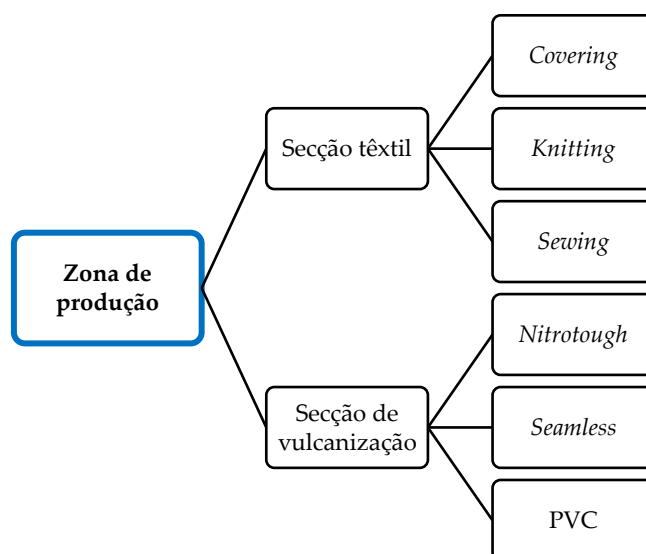 Zona de
produção
Secção têxtil
Covering
Knitting
Sewing
Secção de
vulcanização
Nitrotough
Seamless
PVC